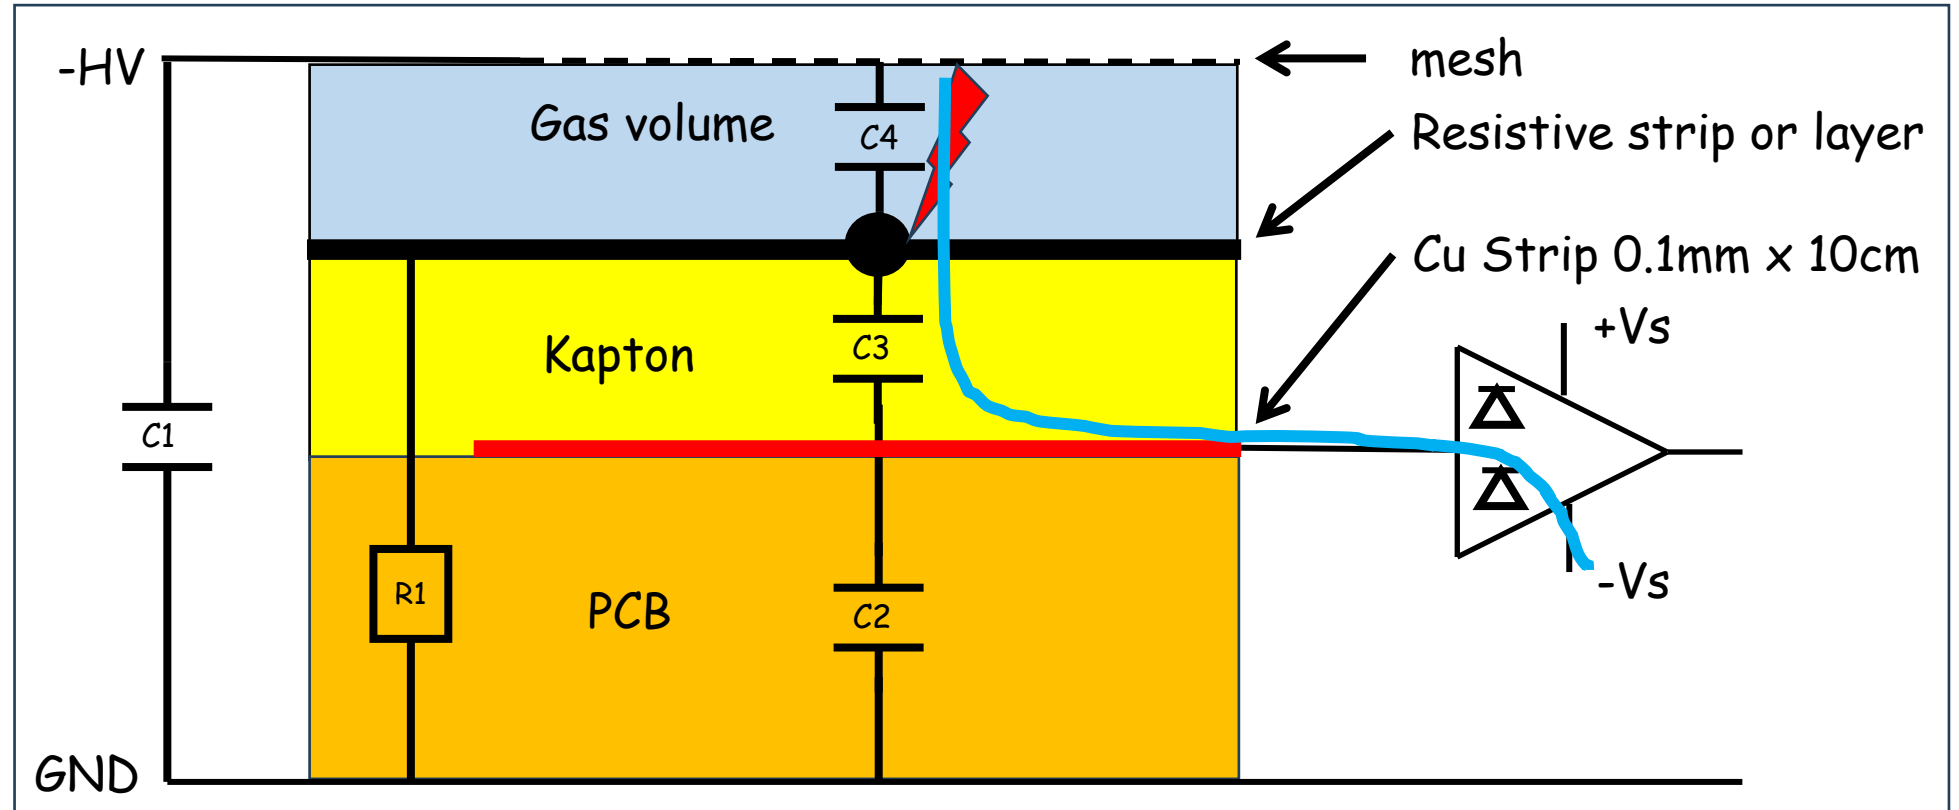 -HV
mesh
Gas volume
C4
Resistive strip or layer
Cu Strip 0.1mm x 10cm
+Vs
Kapton
C3
C1
R1
PCB
C2
-Vs
GND